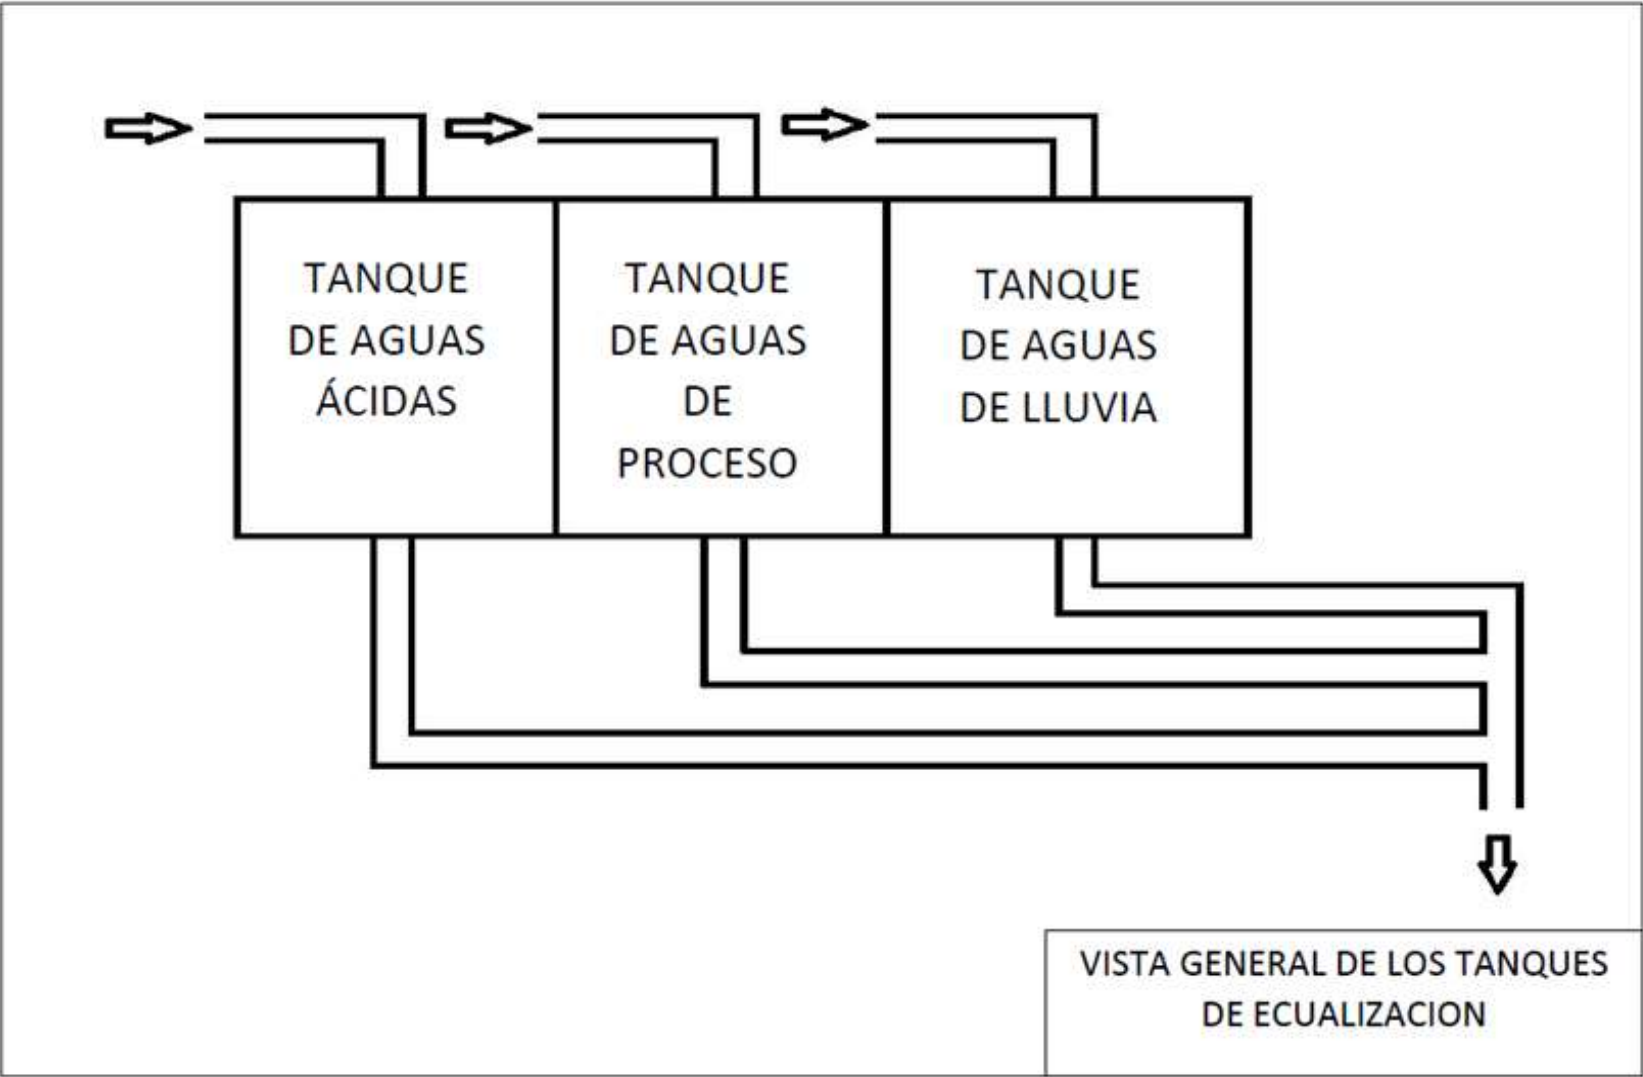 TANQUE
DE AGUAS
ÁCIDAS
TANQUE
DE AGUAS
DE
PROCESO
TANQUE
DE AGUAS
DE LLUVIA
VISTA GENERAL DE LOS TANQUES
DE ECUALIZACION